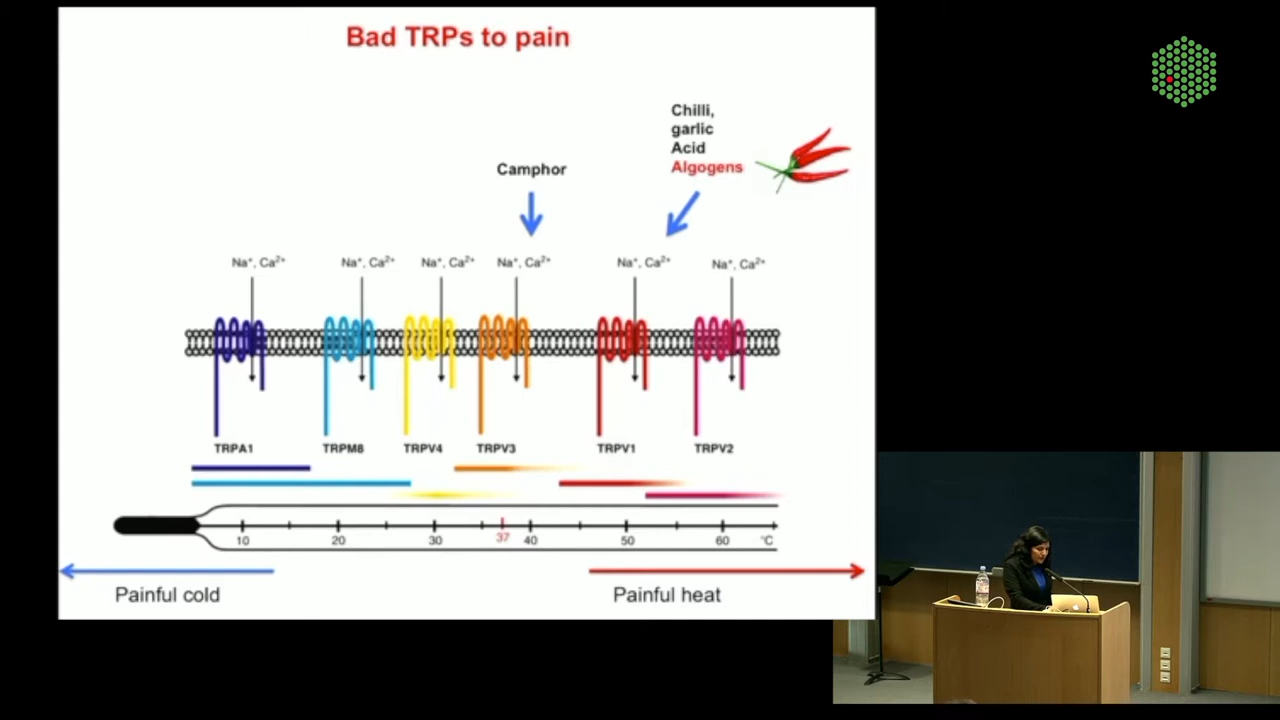 Bad TRPs to pain
Chilli,
garlic
Acid
Algogens
Camphor
Na⁺, Ca²⁺
Na⁺, Ca²⁺
Na⁺, Ca²⁺
Na⁺, Ca²⁺
Na⁺, Ca²⁺
Na⁺, Ca²⁺
TRPA1
TRPM8
TRPV4
TRPV3
TRPV1
TRPV2
10
20
30
37
40
50
60
°C
Painful cold
Painful heat